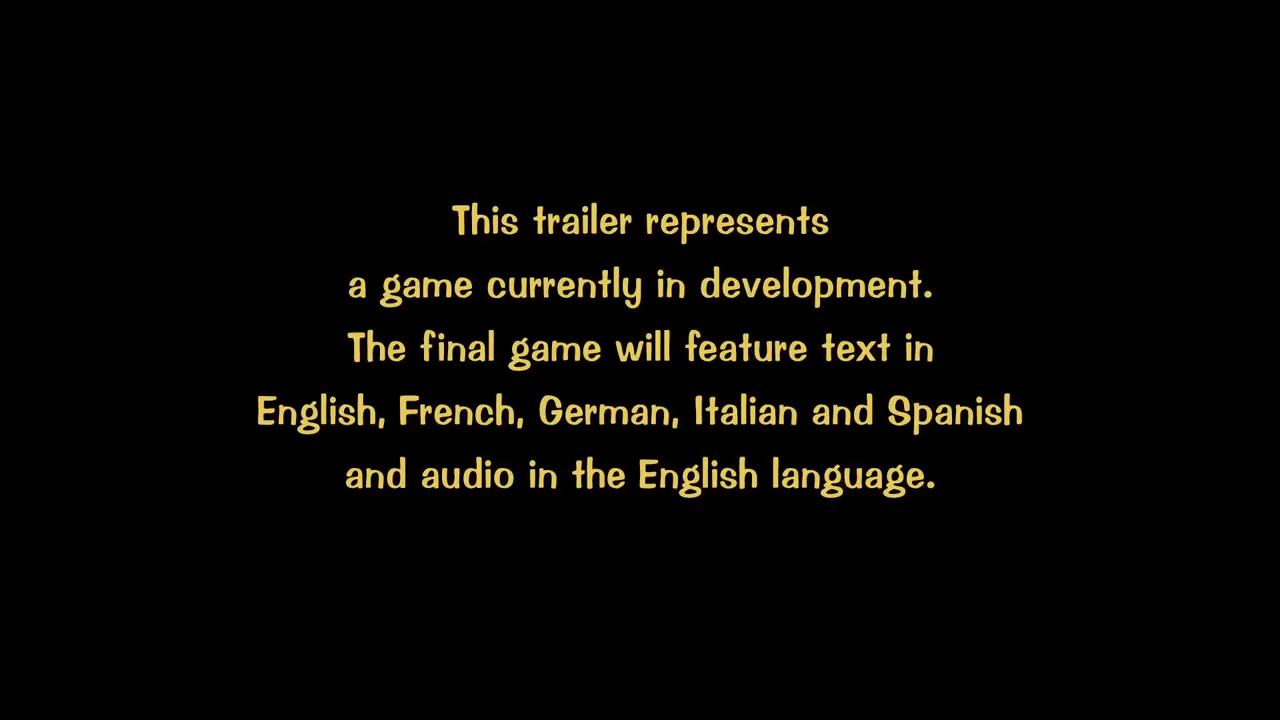 This trailer represents
a game currently in development.
The final game will feature text in
English, French, German, Italian and Spanish
and audio in the English language.